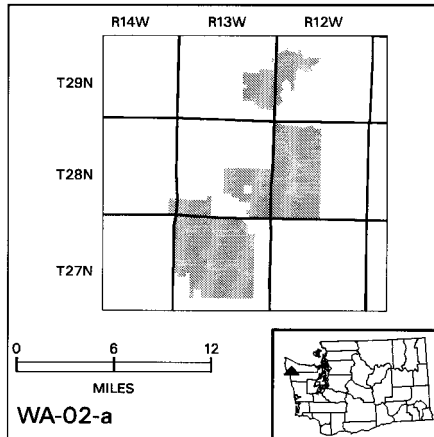 R14W R13W R12W
T29N
T28N
T27N
0 6 12
MILES
WA-02-a